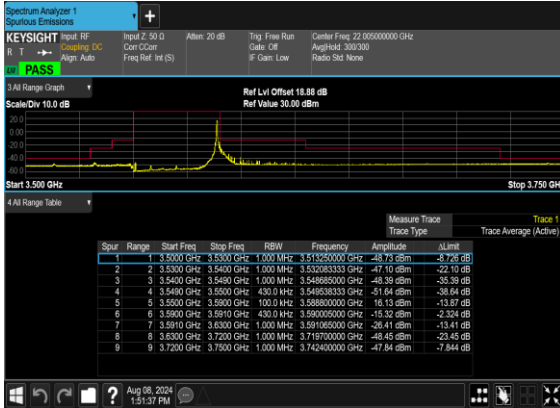 Spectrum Analyzer 1
Spurious Emissions
KEYSIGHT Input: RF Input Z: 50 Ω Atten: 20 dB Trig: Free Run Center Freq: 22.005000000 GHz
R T Coupling: DC Corr CCorr Gate: Off Avg|Hold: 300/300
Align: Auto Freq Ref: Int (S) IF Gain: Low Radio Std: None
PASS
3 All Range Graph
Ref Lvl Offset 18.88 dB
Scale/Div 10.0 dB Ref Value 30.00 dBm
20.0
0.00
-20.0
-40.0
-60.0
Start 3.500 GHz Stop 3.750 GH
4 All Range Table
Measure Trace Trace 1
Trace Type Trace Average (Active)
Spur Range Start Freq Stop Freq RBW Frequency Amplitude ΔLimit
1 1 3.5000 GHz 3.5300 GHz 1.000 MHz 3.513250000 GHz -48.73 dBm -8.726 dB
2 2 3.5300 GHz 3.5400 GHz 1.000 MHz 3.532083333 GHz -47.10 dBm -22.10 dB
3 3 3.5400 GHz 3.5490 GHz 1.000 MHz 3.548685000 GHz -48.39 dBm -35.39 dB
4 4 3.5490 GHz 3.5500 GHz 430.0 kHz 3.549538333 GHz -51.64 dBm -38.64 dB
5 5 3.5500 GHz 3.5900 GHz 100.0 kHz 3.588800000 GHz 16.13 dBm -13.87 dB
6 6 3.5900 GHz 3.5910 GHz 430.0 kHz 3.590005000 GHz -15.32 dBm -2.324 dB
7 7 3.5910 GHz 3.6300 GHz 1.000 MHz 3.591065000 GHz -26.41 dBm -13.41 dB
8 8 3.6300 GHz 3.7200 GHz 1.000 MHz 3.719700000 GHz -48.45 dBm -23.45 dB
9 9 3.7200 GHz 3.7500 GHz 1.000 MHz 3.742400000 GHz -47.84 dBm -7.844 dB
Aug 08, 2024
1:51:37 PM